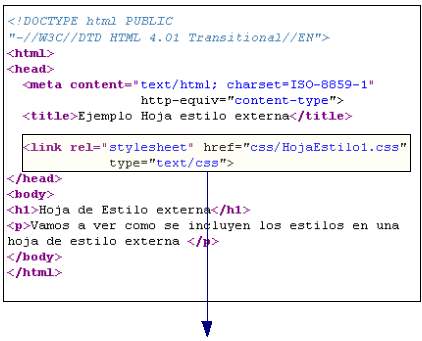 <!DOCTYPE html PUBLIC
"-//W3C//DTD HTML 4.01 Transitional//EN">
<html>
<head>
<meta content="text/html; charset=ISO-8859-1"
http-equiv="content-type">
<title>Ejemplo Hoja estilo externa</title>
<link rel="stylesheet" href="css/HojaEstilo1.css"
type="text/css">
</head>
<body>
<h1>Hoja de Estilo externa</h1>
<p>Vamos a ver como se incluyen los estilos en una
hoja de estilo externa </p>
</body>
</html>